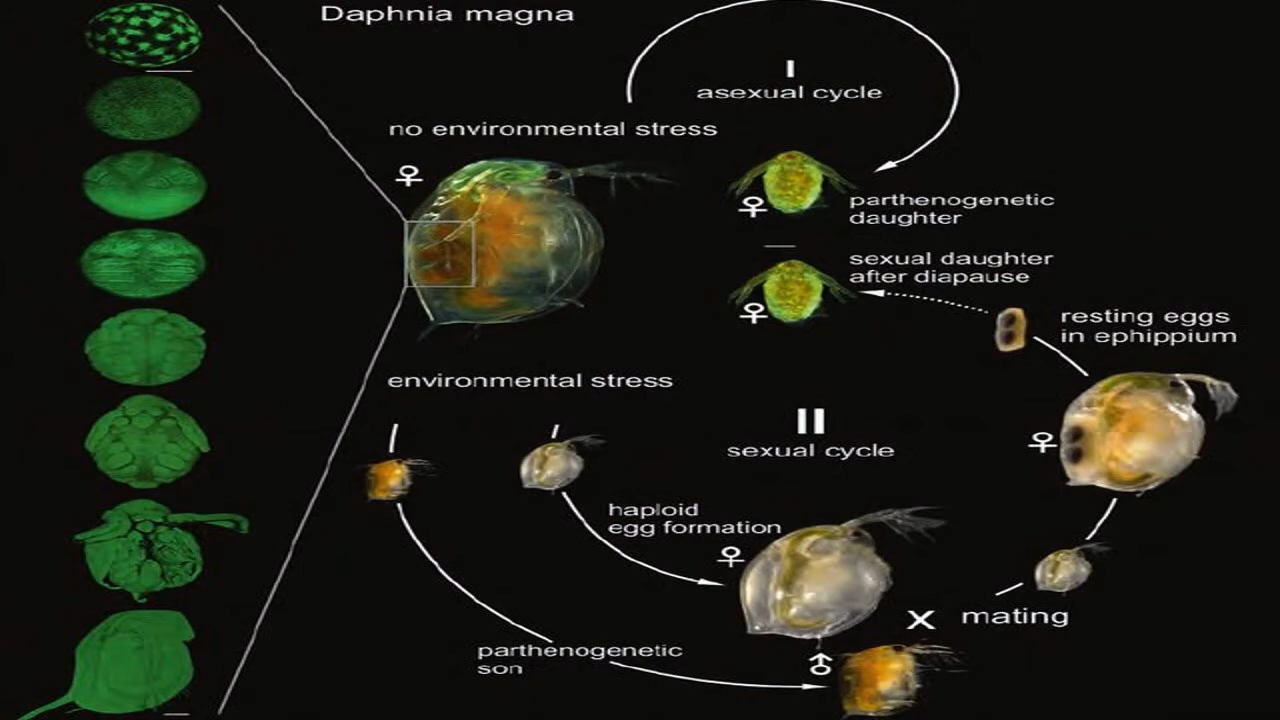 Daphnia magna
I
asexual cycle
no environmental stress
♀
♀
parthenogenetic
daughter
sexual daughter
after diapause
♀
resting eggs
in ephippium
environmental stress
II
sexual cycle
♀
haploid
egg formation
♀
X mating
parthenogenetic
son
♂